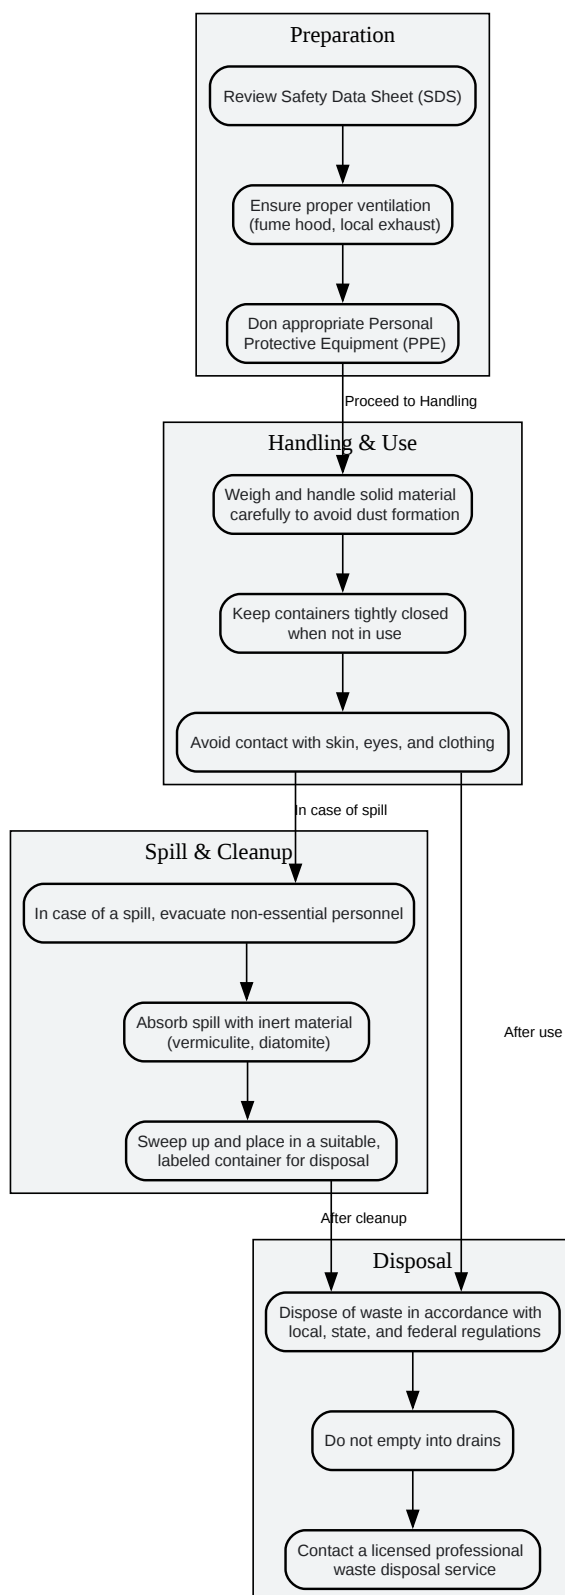 Preparation
Review Safety Data Sheet (SDS)
Ensure proper ventilation
(fume hood, local exhaust)
Don appropriate Personal
Protective Equipment (PPE)
Proceed to Handling
Handling & Use
Weigh and handle solid material
carefully to avoid dust formation
Keep containers tightly closed
when not in use
Avoid contact with skin, eyes, and clothing
In case of spill
Spill & Cleanup
In case of a spill, evacuate non-essential personnel
Absorb spill with inert material
(vermiculite, diatomite)
After use
Sweep up and place in a suitable,
labeled container for disposal
After cleanup
Disposal
Dispose of waste in accordance with
local, state, and federal regulations
Do not empty into drains
Contact a licensed professional
waste disposal service